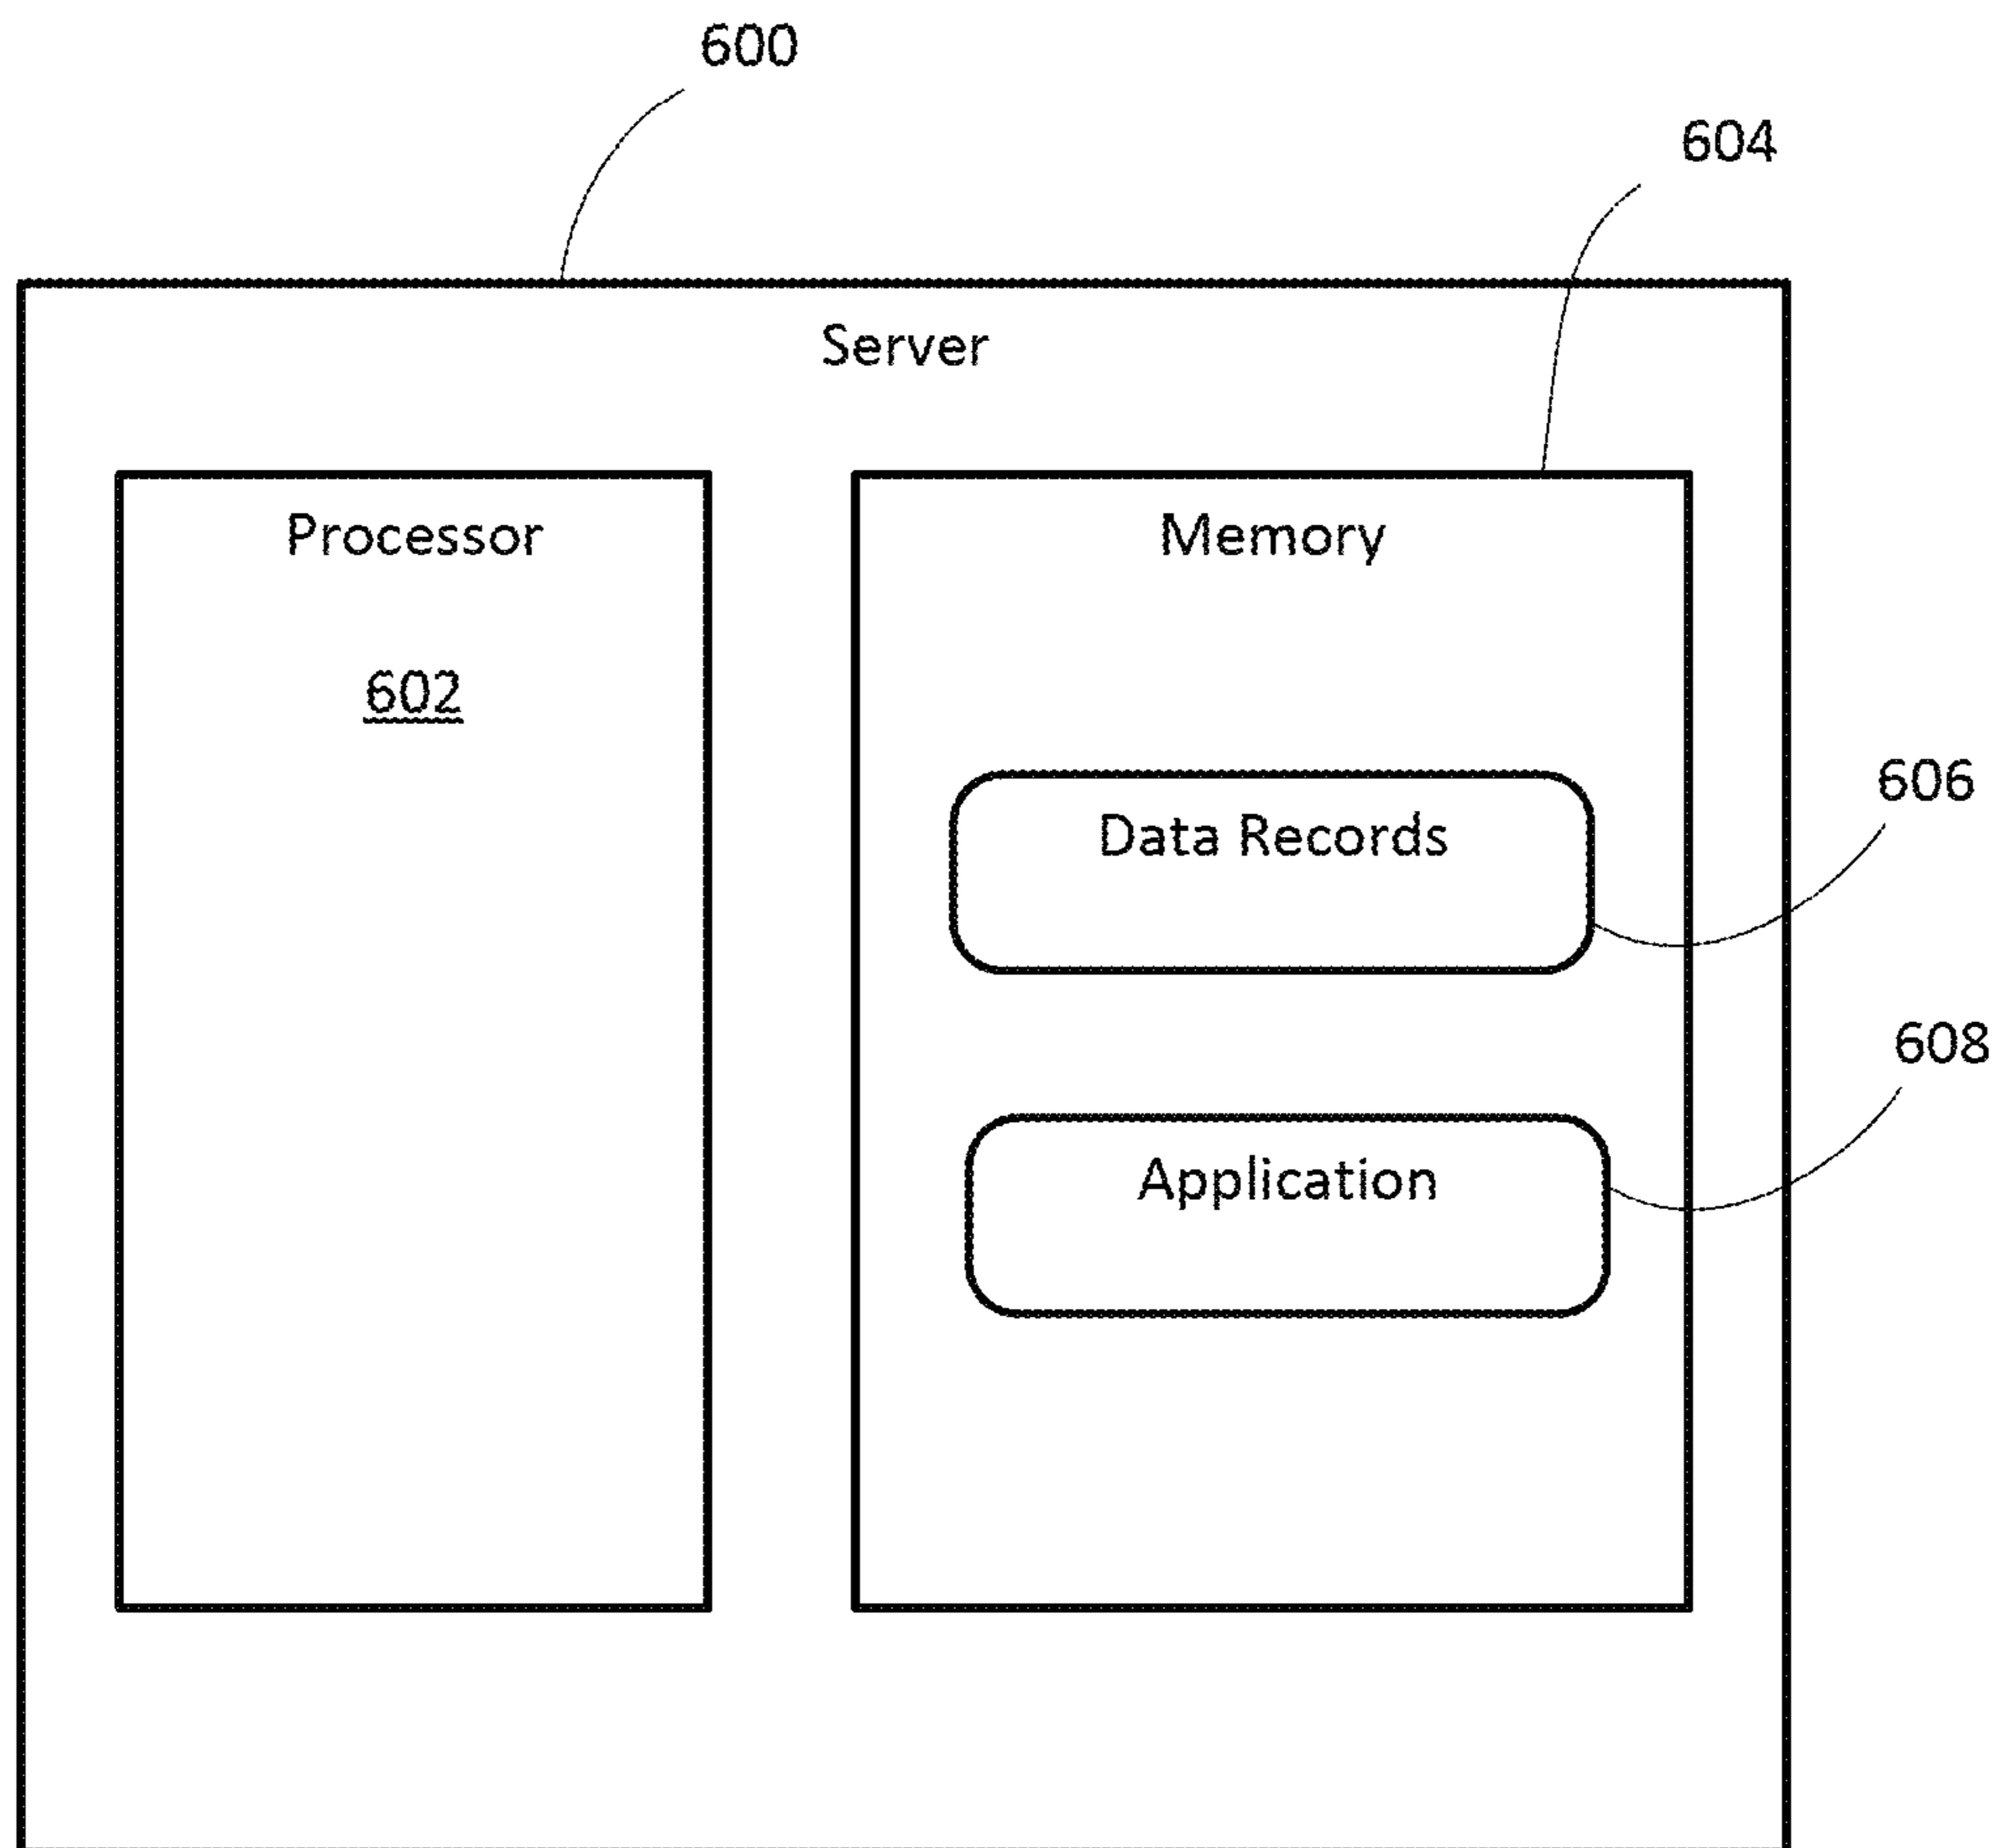 600
604
Server
Processor
Memory
602
606
Data Records
608
Application